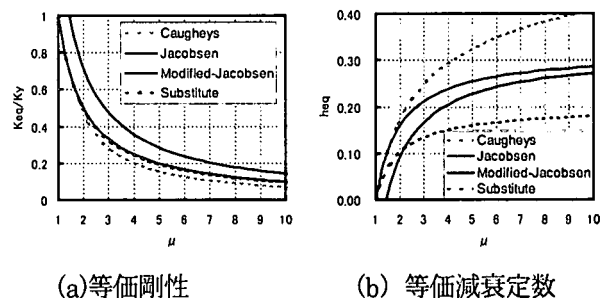 1
0.8
0.6
0.4
0.2
0
Keq/Ky
Caugheys
Jacobsen
Modified-Jacobsen
Substitute
1 2 3 4 5 6 7 8 9 10
μ
(a)等価剛性
0.40
0.30
0.20
0.10
0.00
heq
Caugheys
Jacobsen
Modified-Jacobsen
Substitute
1 2 3 4 5 6 7 8 9 10
μ
(b) 等価減衰定数